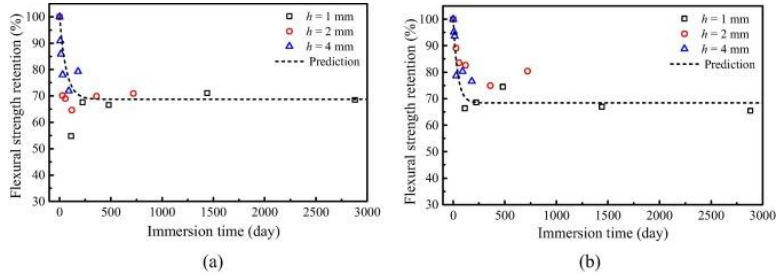 Flexural strength retention (%)
100
90
80
70
60
50
40
30
h = 1 mm
h = 2 mm
h = 4 mm
Prediction
0 500 1000 1500 2000 2500 3000
Immersion time (day)
(a)
Flexural strength retention (%)
100
90
80
70
60
50
40
30
h = 1 mm
h = 2 mm
h = 4 mm
Prediction
0 500 1000 1500 2000 2500 3000
Immersion time (day)
(b)